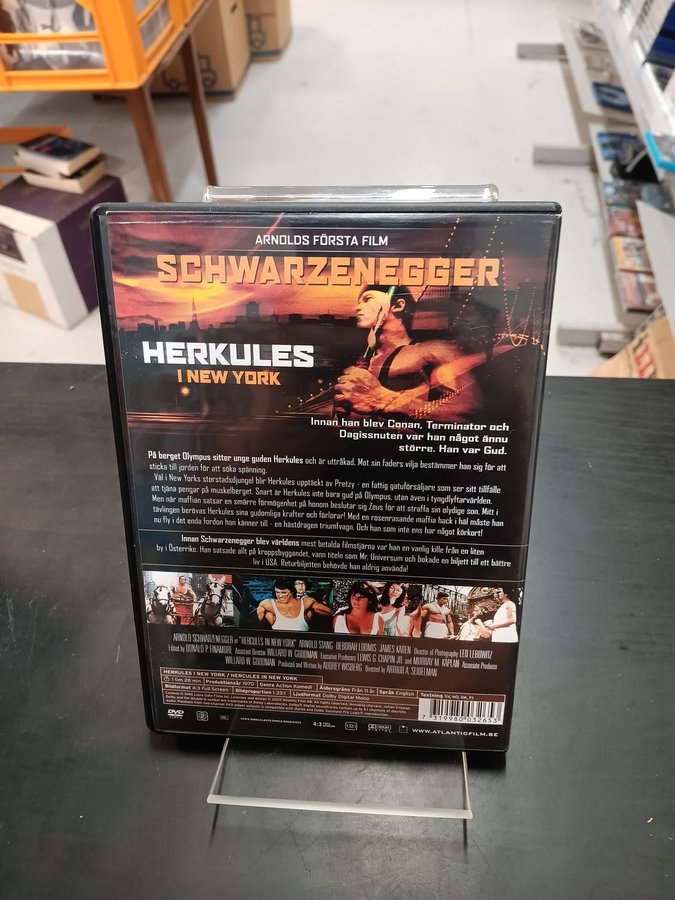 ARNOLDS FÖRSTA FILM
SCHWARZENEGGER
HERKULES
I NEW YORK
Innan han blev Conan, Terminator och
Dagissnuten var han något ännu
större. Han var Gud.
På berget Olympus sitter unge guden Herkules och är uttråkad. Mot sin faders vilja bestämmer han sig för att
sticka till jorden för att söka spänning.
Väl i New Yorks storstadsdjungel blir Herkules upptäckt av Pretzy - en fattig gatuförsäljare som ser sitt tillfälle
att tjäna pengar på muskelberget. Snart är Herkules inte bara gud på Olympus, utan även i tyngdlyftarvärlden.
Men när maffian satsar en smärre förmögenhet på honom beslutar sig Zeus för att straffa sin olydige son. Mitt i
tävlingen berövas Herkules sina gudomliga krafter och förlorar! Med en rosenrasande maffia hack i häl måste han
nu fly i det enda fordon han känner till - en hästdragen triumfvagn. Och han som inte ens har något körkort!
Innan Schwarzenegger blev världens mest betalda filmstjärna var han en vanlig kille från en liten
by i Österrike. Han satsade allt på kroppsbyggandet, vann titeln som Mr. Universum och bokade en biljett till ett bättre
liv i USA. Returbiljetten behövde han aldrig använda!
ARNOLD SCHWARZENEGGER in "HERCULES IN NEW YORK" ARNOLD STANG DEBORAH LOOMIS JAMES KAREN Director of Photography LEO LEBOWITZ
Edited by DONALD P. FINAMORE Assistant Director WILLARD W. GOODMAN Executive Producers LEWIS G. CHAPIN JR. and MURRAY M. KAPLAN Associate Producer
WILLARD W. GOODMAN Produced and Written by AUBREY WISBERG Directed by ARTHUR A. SEIDELMAN
HERKULES I NEW YORK / HERCULES IN NEW YORK
1 tim 28 min Produktionsår 1970 Genre Action Komedi Åldersgräns Från 11 år Språk English Textning SV, NO, DK, FI
Bildformat 4:3 Full Screen Bildproportion 1.33:1 Ljudformat Dolby Digital Mono
DVD 4:3 1.33:1
7 319980 032653
WWW.ATLANTICFILM.SE